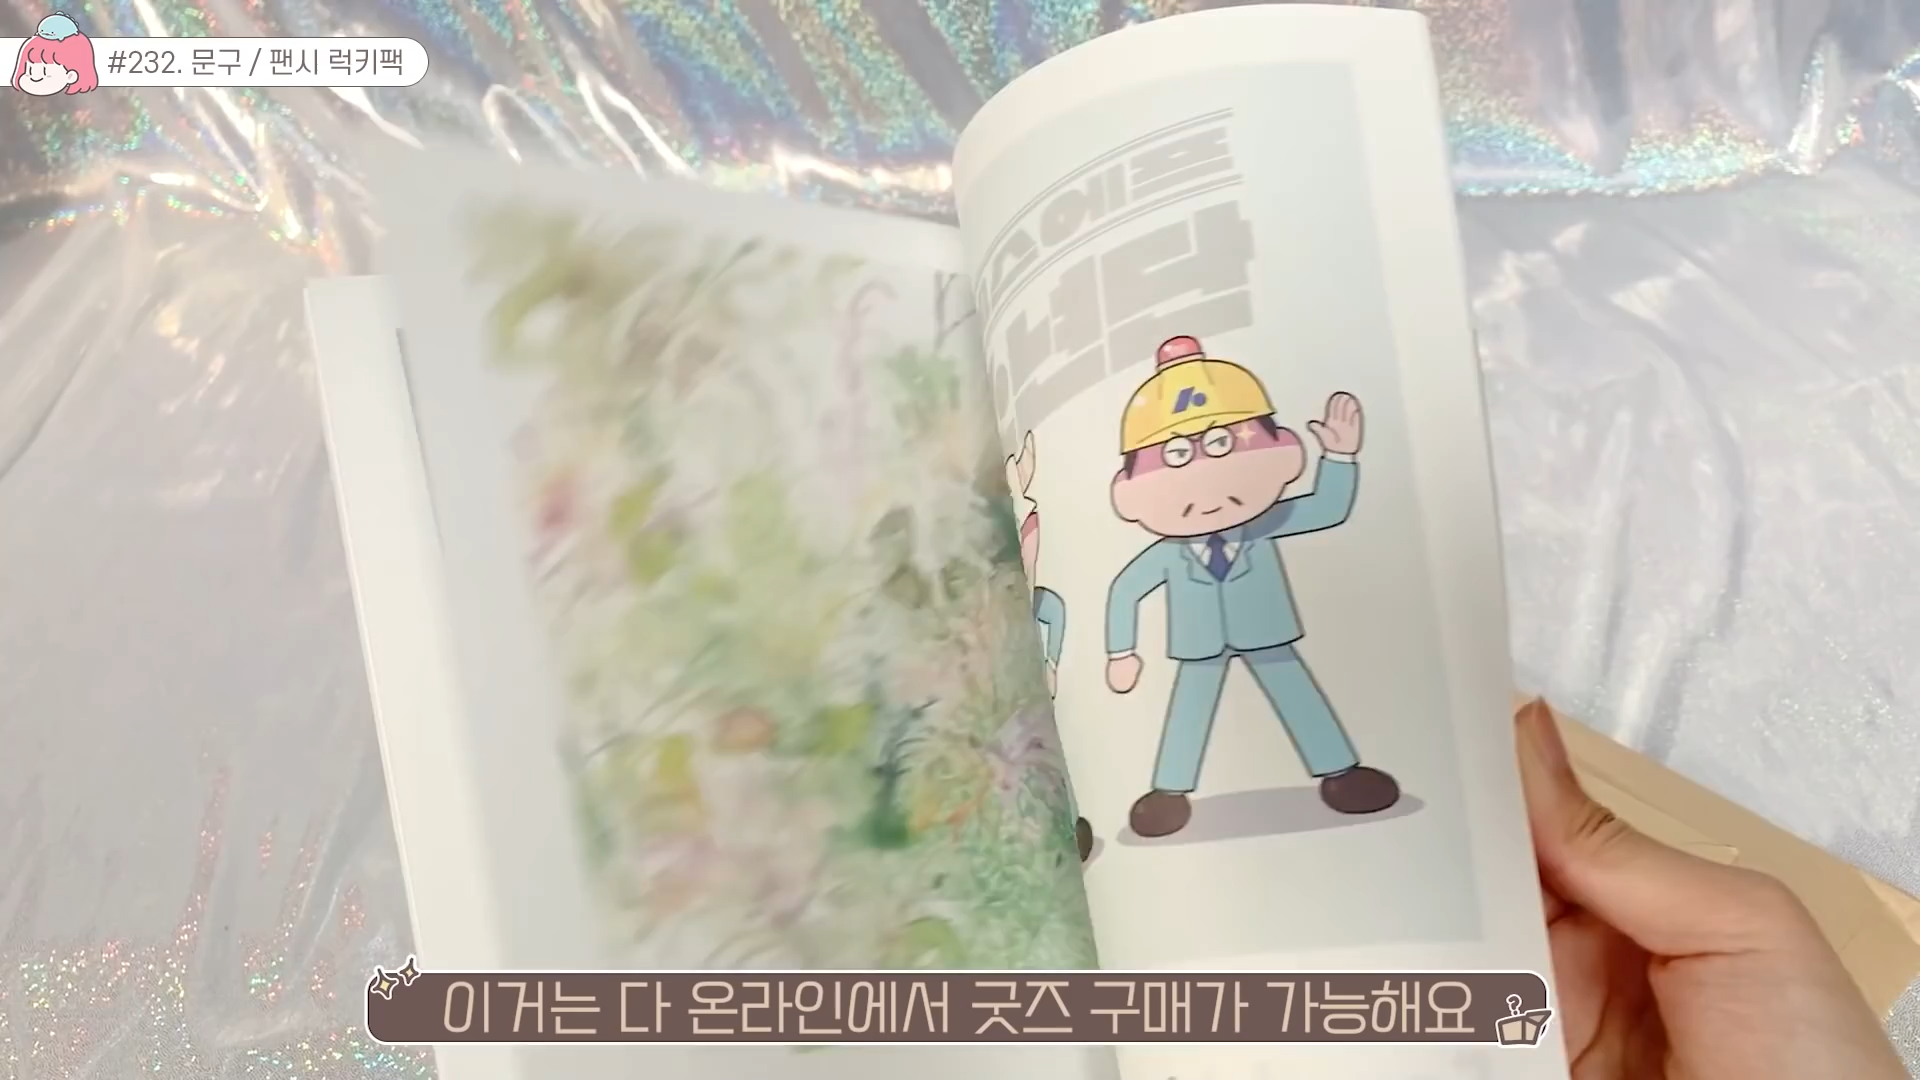 #232. 문구 / 팬시 럭키팩
이거는 다 온라인에서 굿즈 구매가 가능해요